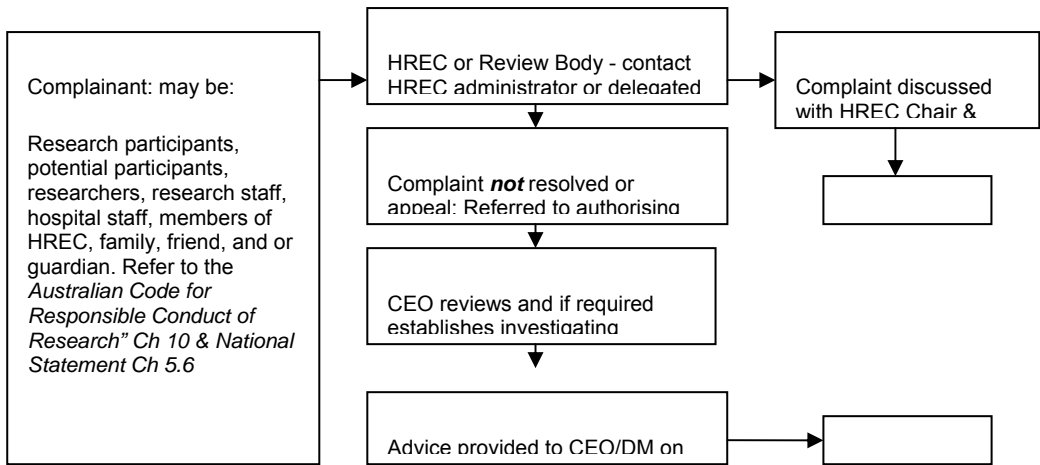 Complainant: may be:
Research participants,
potential participants,
researchers, research staff,
hospital staff, members of
HREC, family, friend, and or
guardian. Refer to the
Australian Code for
Responsible Conduct of
Research” Ch 10 & National
Statement Ch 5.6
HREC or Review Body - contact
HREC administrator or delegated
Complaint discussed
with HREC Chair &
Complaint not resolved or
appeal: Referred to authorising
CEO reviews and if required
establishes investigating
Advice provided to CEO/DM on